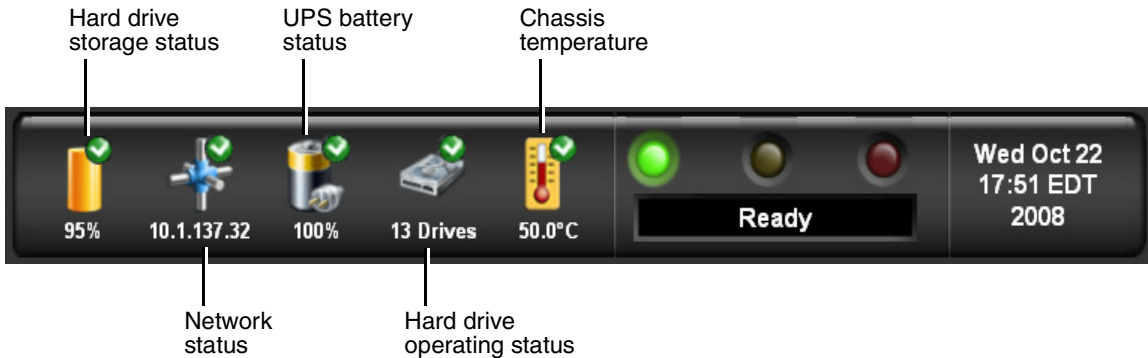 Hard drive
storage status
UPS battery
status
Chassis
temperature
95%
10.1.137.32
100%
13 Drives
50.0°C
Ready
Wed Oct 22
17:51 EDT
2008
Network
status
Hard drive
operating status